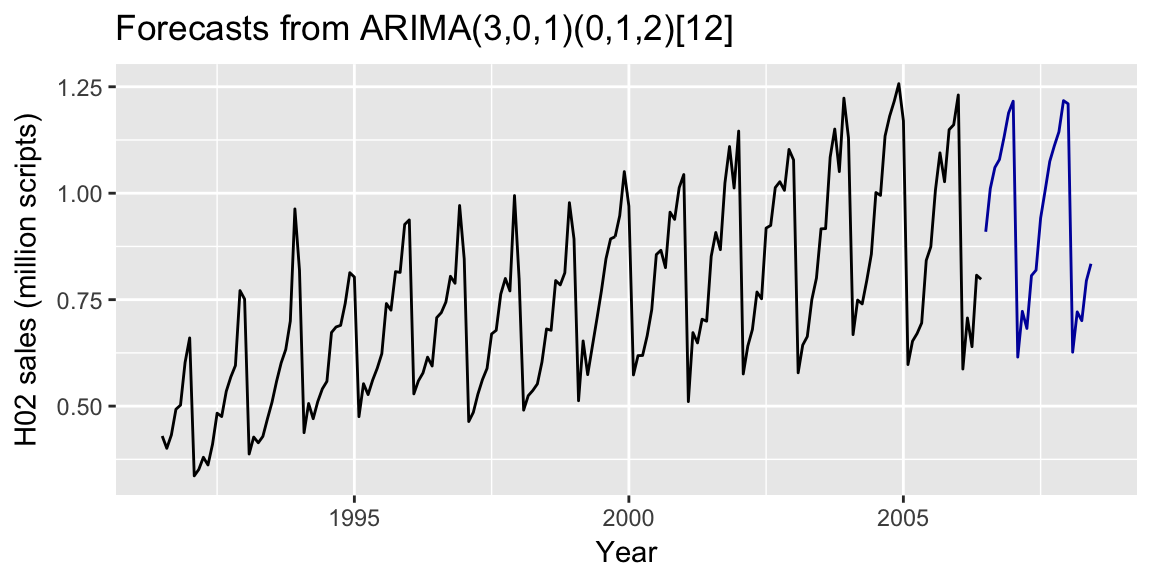 Forecasts from ARIMA(3,0,1)(0,1,2)[12]
H02 sales (million scripts)
1.25
1.00
0.75
0.50
1995
2000
2005
Year